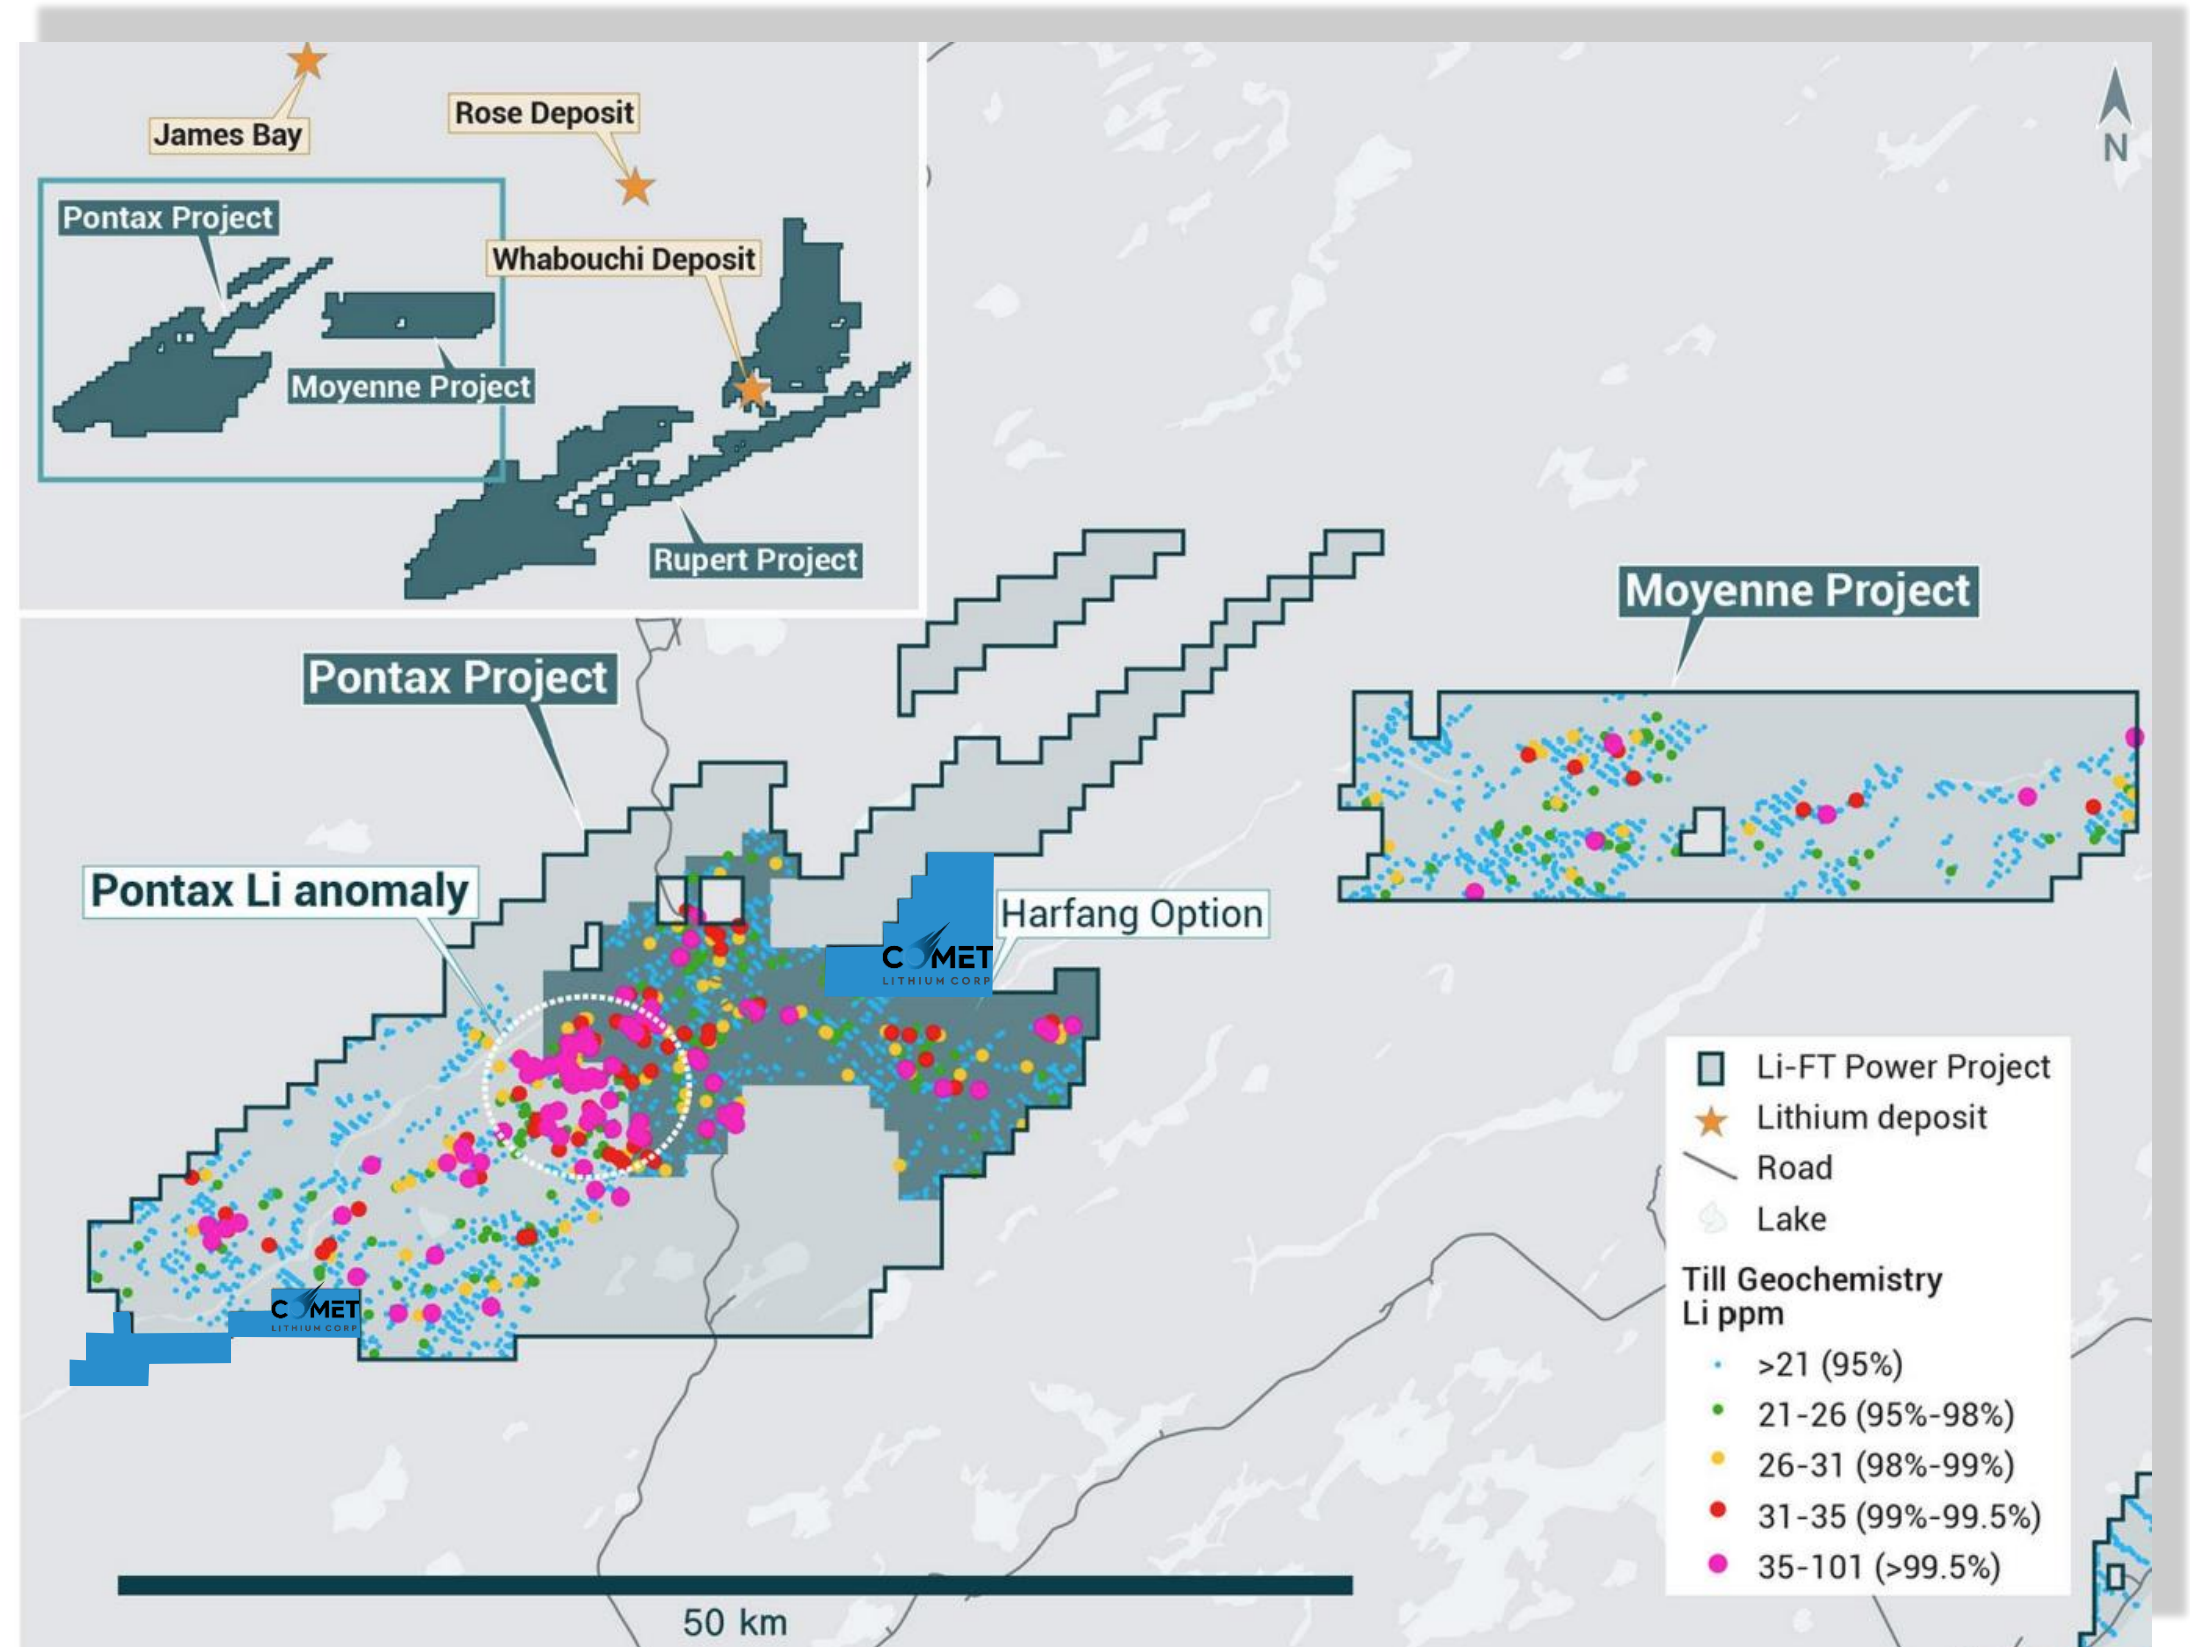 James Bay
Rose Deposit
Pontax Project
Whabouchi Deposit
Moyenne Project
Rupert Project
N
Moyenne Project
Pontax Project
Pontax Li anomaly
Harfang Option
COMET
LITHIUM CORP
COMET
LITHIUM CORP
Li-FT Power Project
Lithium deposit
Road
Lake
Till Geochemistry
Li ppm
>21 (95%)
21-26 (95%-98%)
26-31 (98%-99%)
31-35 (99%-99.5%)
35-101 (>99.5%)
50 km